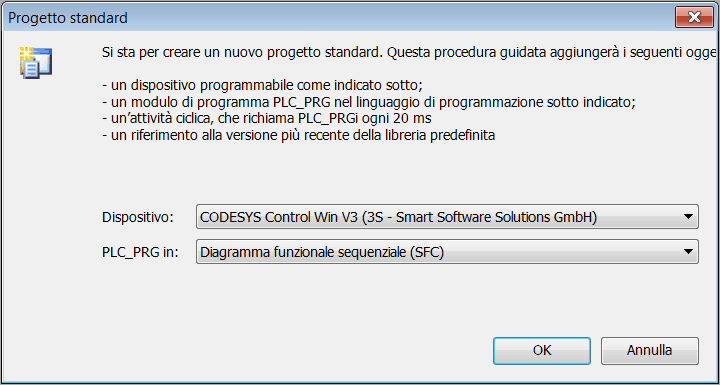 Progetto standard
Si sta per creare un nuovo progetto standard. Questa procedura guidata aggiungerà i seguenti ogge
- un dispositivo programmabile come indicato sotto;
- un modulo di programma PLC_PRG nel linguaggio di programmazione sotto indicato;
- un'attività ciclica, che richiama PLC_PRGi ogni 20 ms
- un riferimento alla versione più recente della libreria predefinita
Dispositivo: CODESYS Control Win V3 (3S - Smart Software Solutions GmbH)
PLC_PRG in: Diagramma funzionale sequenziale (SFC)
OK Annulla